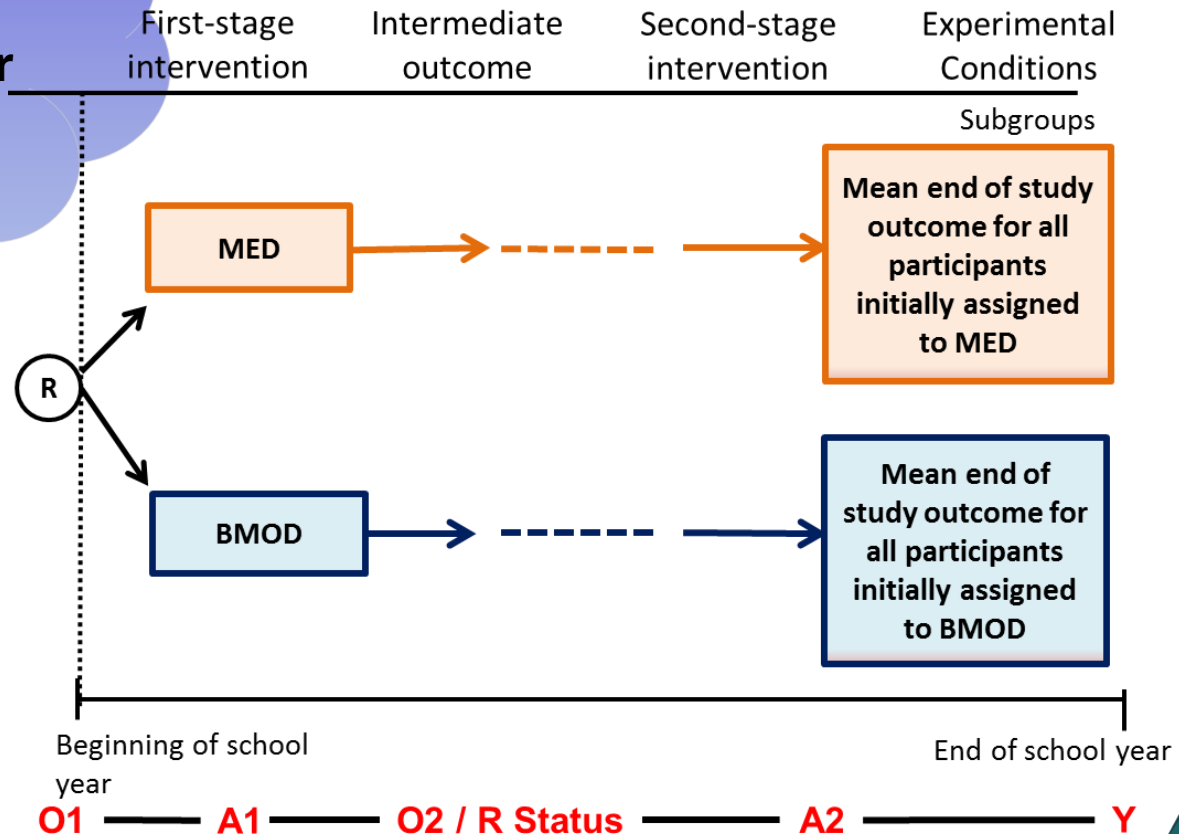 First-stage
intervention
Intermediate
outcome
Second-stage
intervention
Experimental
Conditions
r
Subgroups
MED
Mean end of study
outcome for all
participants
initially assigned
to MED
R
BMOD
Mean end of
study outcome for
all participants
initially assigned
to BMOD
Beginning of school
year
End of school year
O1 A1 O2 / R Status A2 Y